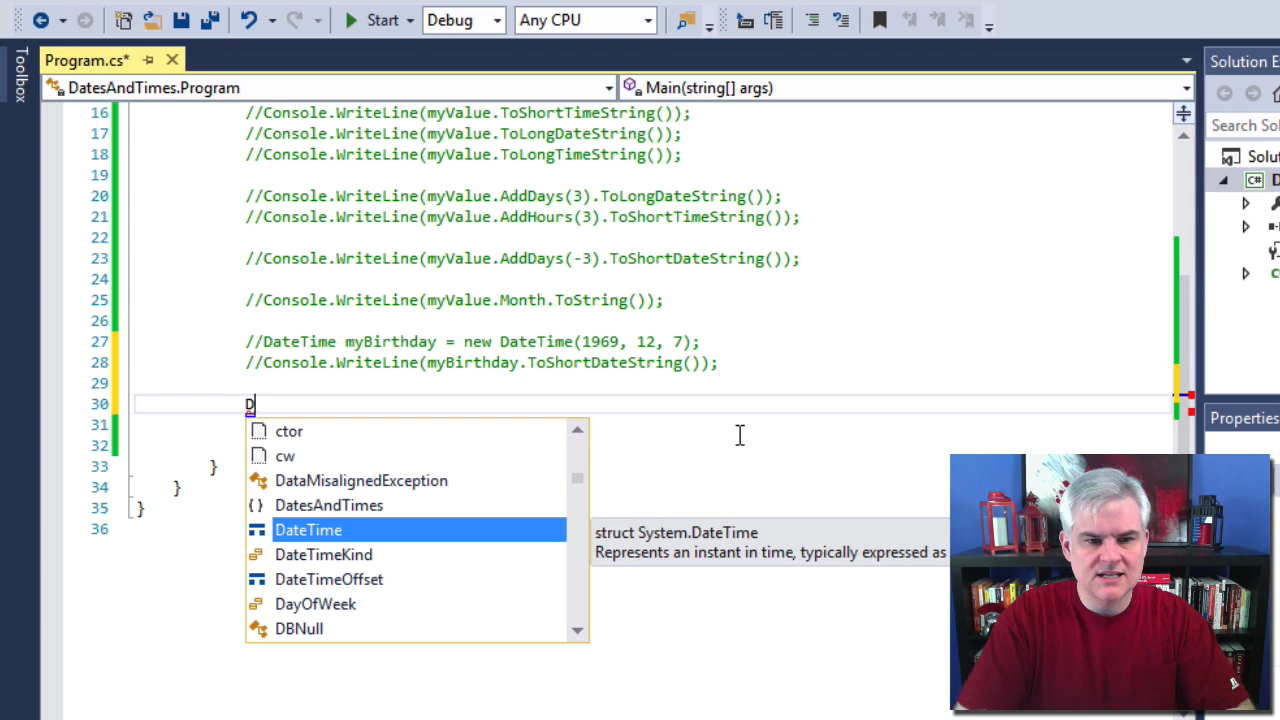 Start
Debug
Any CPU
Toolbox
Program.cs*
Solution E
DatesAndTimes.Program
Main(string[] args)
Search Sol
16 //Console.WriteLine(myValue.ToShortTimeString());
17 //Console.WriteLine(myValue.ToLongDateString());
18 //Console.WriteLine(myValue.ToLongTimeString());
Solut
19
C# D
20 //Console.WriteLine(myValue.AddDays(3).ToLongDateString());
21 //Console.WriteLine(myValue.AddHours(3).ToShortTimeString());
22
23 //Console.WriteLine(myValue.AddDays(-3).ToShortDateString());
24
25 //Console.WriteLine(myValue.Month.ToString());
26
27 //DateTime myBirthday = new DateTime(1969, 12, 7);
28 //Console.WriteLine(myBirthday.ToShortDateString());
29
30 D
31
32
33 }
34 }
35 }
36
Properties
ctor
cw
DataMisalignedException
{ } DatesAndTimes
DateTime
DateTimeKind
DateTimeOffset
DayOfWeek
DBNull
struct System.DateTime
Represents an instant in time, typically expressed as